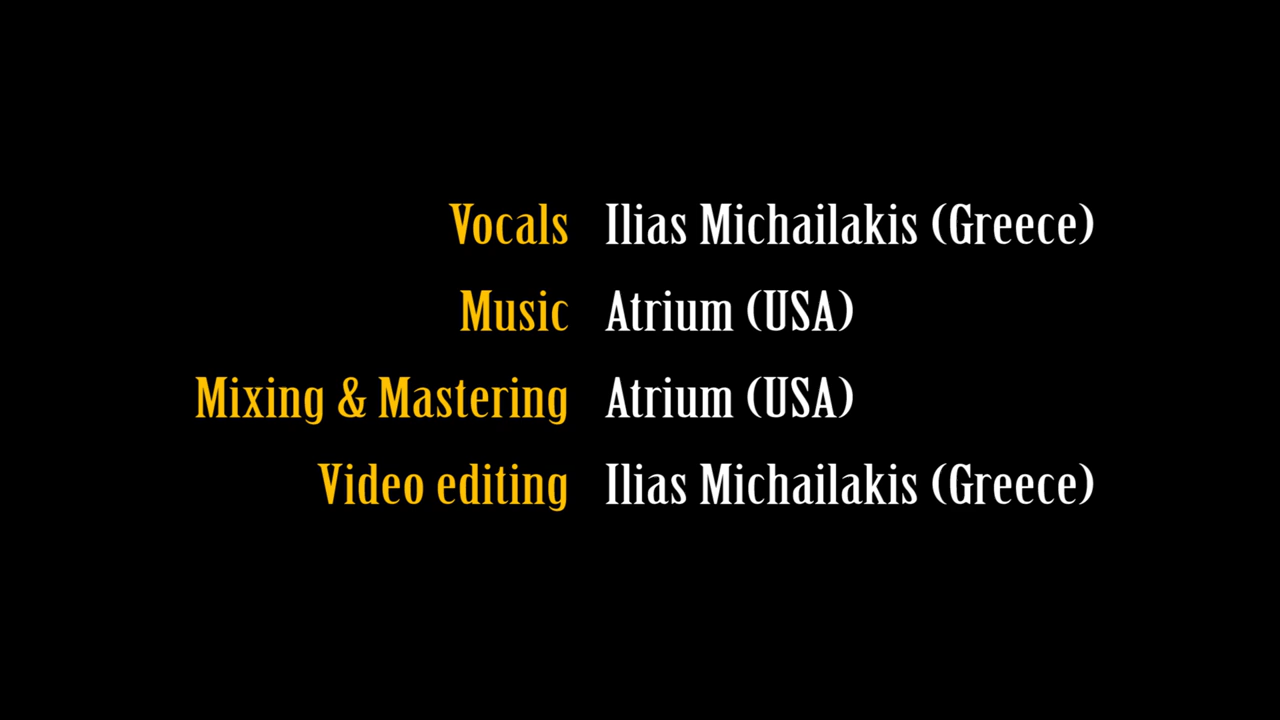 Vocals Ilias Michailakis (Greece)
Music Atrium (USA)
Mixing & Mastering Atrium (USA)
Video editing Ilias Michailakis (Greece)